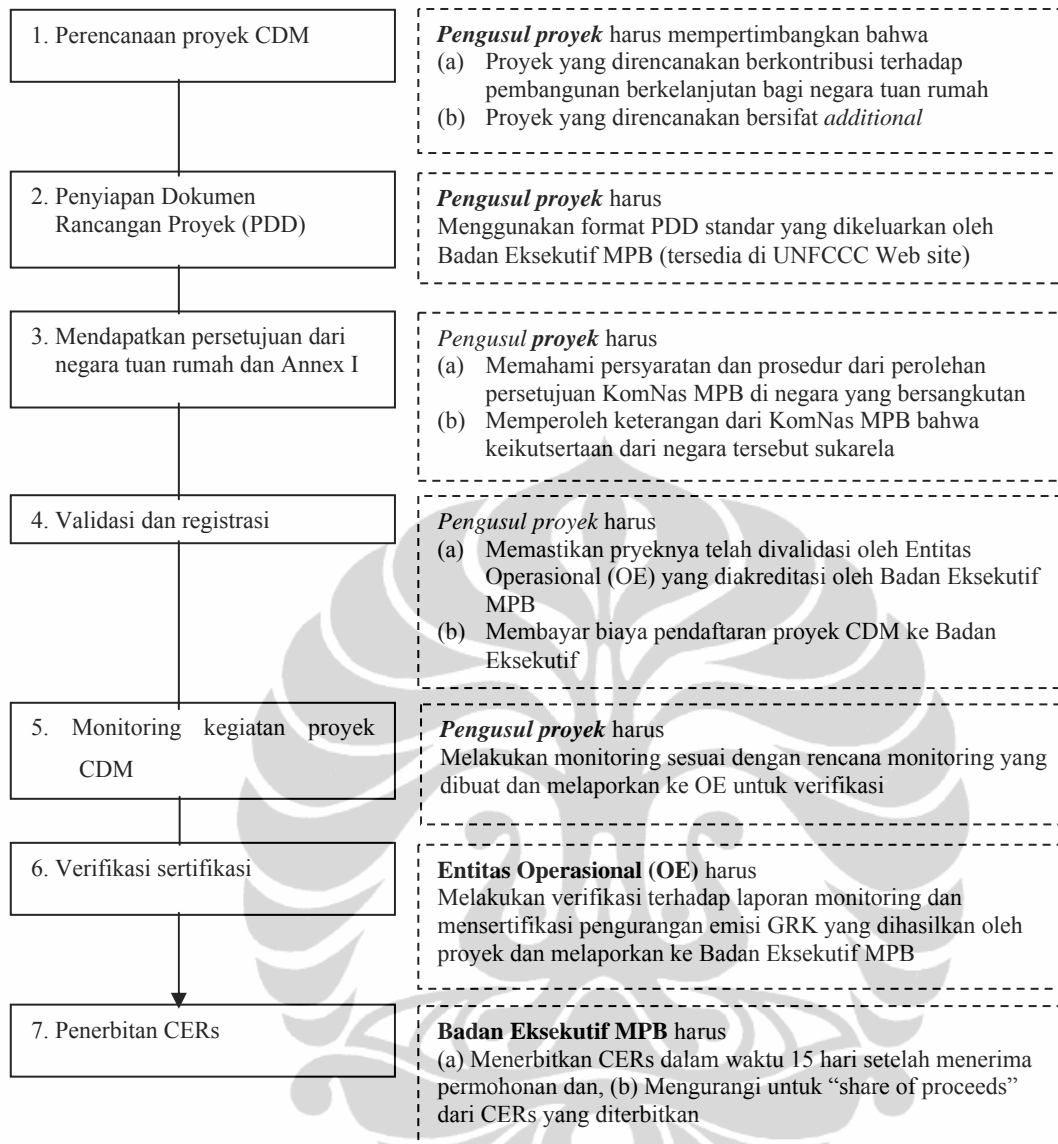 1. Perencanaan proyek CDM
Pengusul proyek harus mempertimbangkan bahwa
(a) Proyek yang direncanakan berkontribusi terhadap
pembangunan berkelanjutan bagi negara tuan rumah
(b) Proyek yang direncanakan bersifat additional
2. Penyiapan Dokumen
Rancangan Proyek (PDD)
Pengusul proyek harus
Menggunakan format PDD standar yang dikeluarkan oleh
Badan Eksekutif MPB (tersedia di UNFCCC Web site)
3. Mendapatkan persetujuan dari
negara tuan rumah dan Annex I
Pengusul proyek harus
(a) Memahami persyaratan dan prosedur dari perolehan
persetujuan KomNas MPB di negara yang bersangkutan
(b) Memperoleh keterangan dari KomNas MPB bahwa
keikutsertaan dari negara tersebut sukarela
4. Validasi dan registrasi
Pengusul proyek harus
(a) Memastikan pryeknya telah divalidasi oleh Entitas
Operasional (OE) yang diakreditasi oleh Badan Eksekutif
MPB
(b) Membayar biaya pendaftaran proyek CDM ke Badan
Eksekutif
5. Monitoring kegiatan proyek
CDM
Pengusul proyek harus
Melakukan monitoring sesuai dengan rencana monitoring yang
dibuat dan melaporkan ke OE untuk verifikasi
6. Verifikasi sertifikasi
Entitas Operasional (OE) harus
Melakukan verifikasi terhadap laporan monitoring dan
mensertifikasi pengurangan emisi GRK yang dihasilkan oleh
proyek dan melaporkan ke Badan Eksekutif MPB
7. Penerbitan CERs
Badan Eksekutif MPB harus
(a) Menerbitkan CERs dalam waktu 15 hari setelah menerima
permohonan dan, (b) Mengurangi untuk “share of proceeds”
dari CERs yang diterbitkan